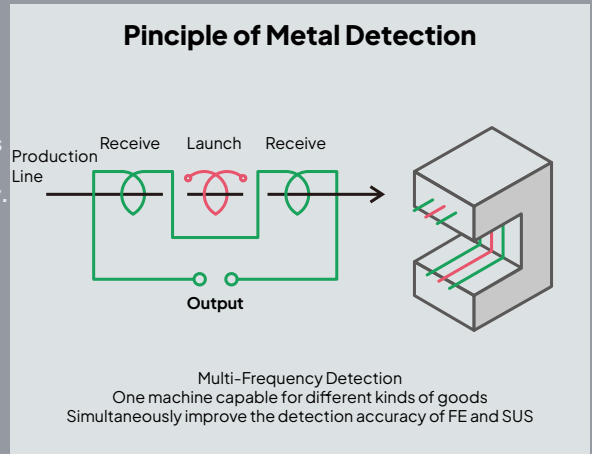 Pinciple of Metal Detection
Receive Launch Receive
Production
Line
Output
Multi-Frequency Detection
One machine capable for different kinds of goods
Simultaneously improve the detection accuracy of FE and SUS